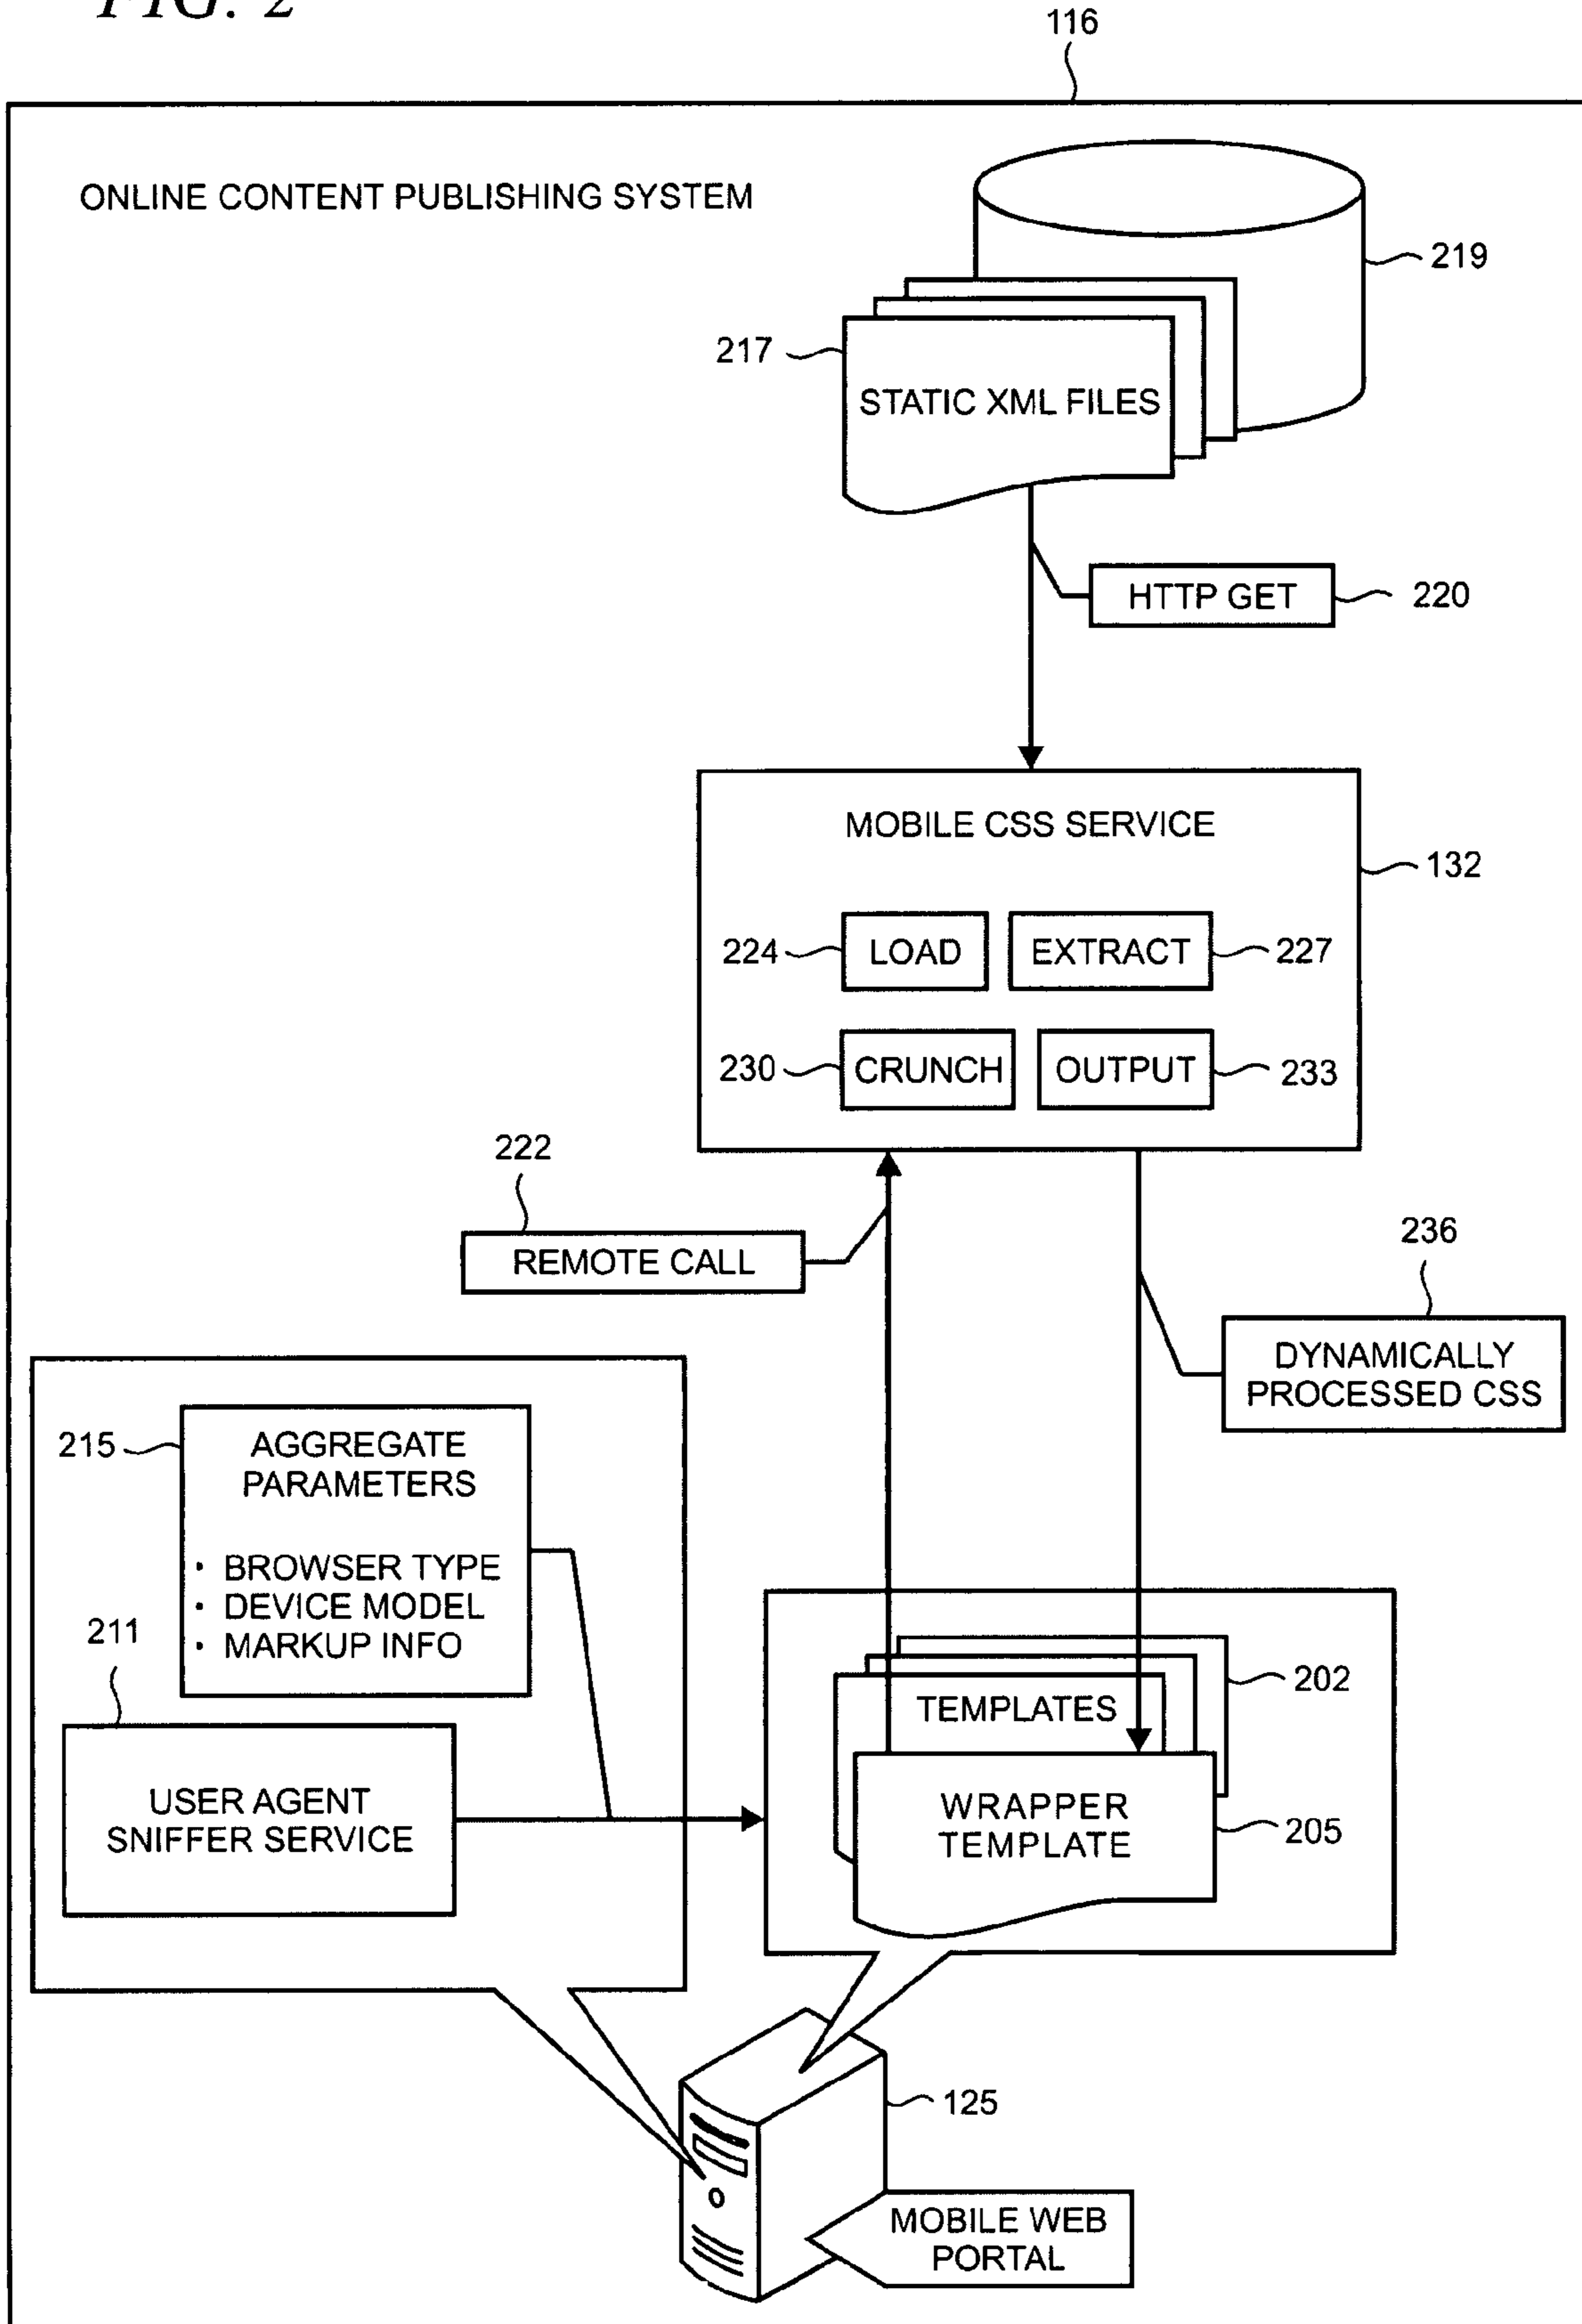 FIG. 2
116
ONLINE CONTENT PUBLISHING SYSTEM
219
217
STATIC XML FILES
HTTP GET
220
MOBILE CSS SERVICE
132
224
LOAD
EXTRACT
227
230
CRUNCH
OUTPUT
233
222
REMOTE CALL
236
DYNAMICALLY
PROCESSED CSS
215
AGGREGATE
PARAMETERS
• BROWSER TYPE
• DEVICE MODEL
• MARKUP INFO
211
USER AGENT
SNIFFER SERVICE
TEMPLATES
202
WRAPPER
TEMPLATE
205
125
MOBILE WEB
PORTAL